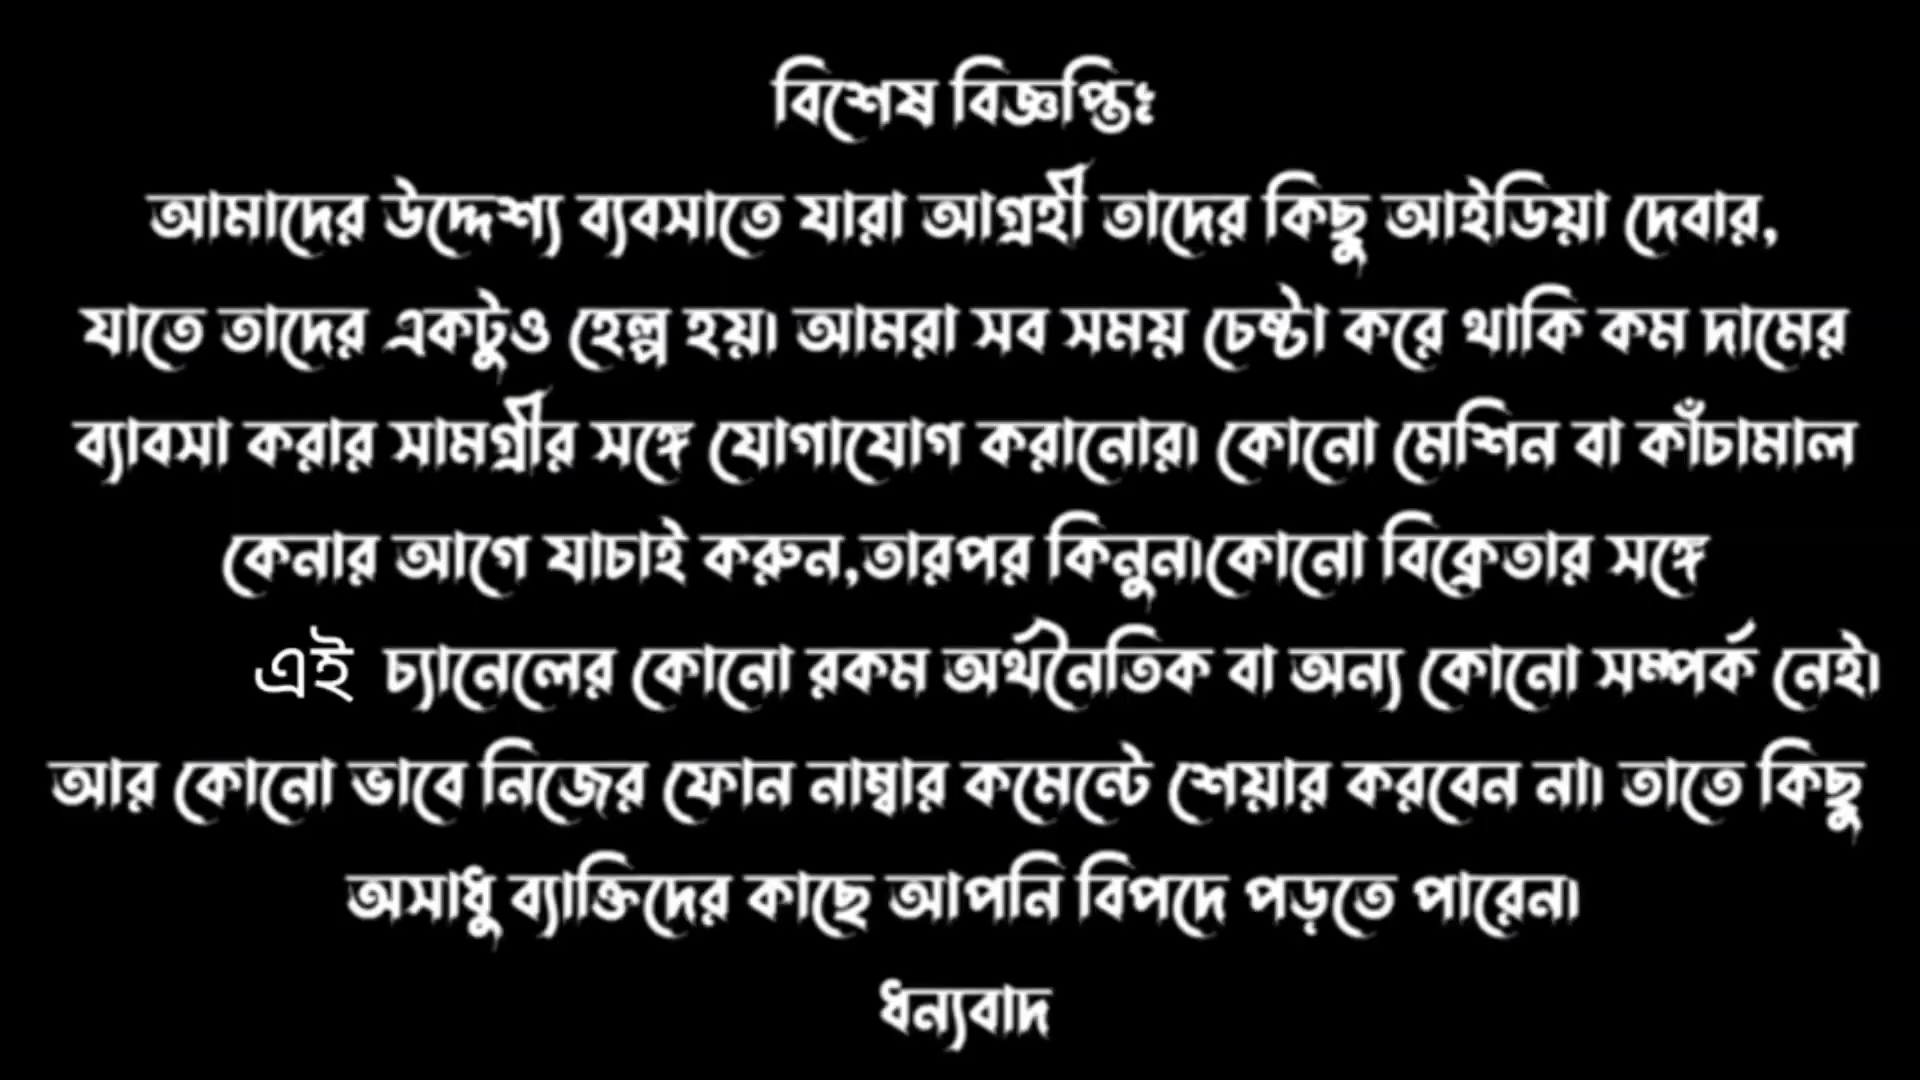 বিশেষ বিজ্ঞপ্তিঃ
আমাদের উদ্দেশ্য ব্যবসাতে যারা আগ্রহী তাদের কিছু আইডিয়া দেবার,
যাতে তাদের একটুও হেল্প হয়। আমরা সব সময় চেষ্টা করে থাকি কম দামের
ব্যাবসা করার সামগ্রীর সঙ্গে যোগাযোগ করানোর। কোনো মেশিন বা কাঁচামাল
কেনার আগে যাচাই করুন,তারপর কিনুন।কোনো বিক্রেতার সঙ্গে
এই চ্যানেলের কোনো রকম অর্থনৈতিক বা অন্য কোনো সম্পর্ক নেই।
আর কোনো ভাবে নিজের ফোন নাম্বার কমেন্টে শেয়ার করবেন না। তাতে কিছু
অসাধু ব্যাক্তিদের কাছে আপনি বিপদে পড়তে পারেন।
ধন্যবাদ